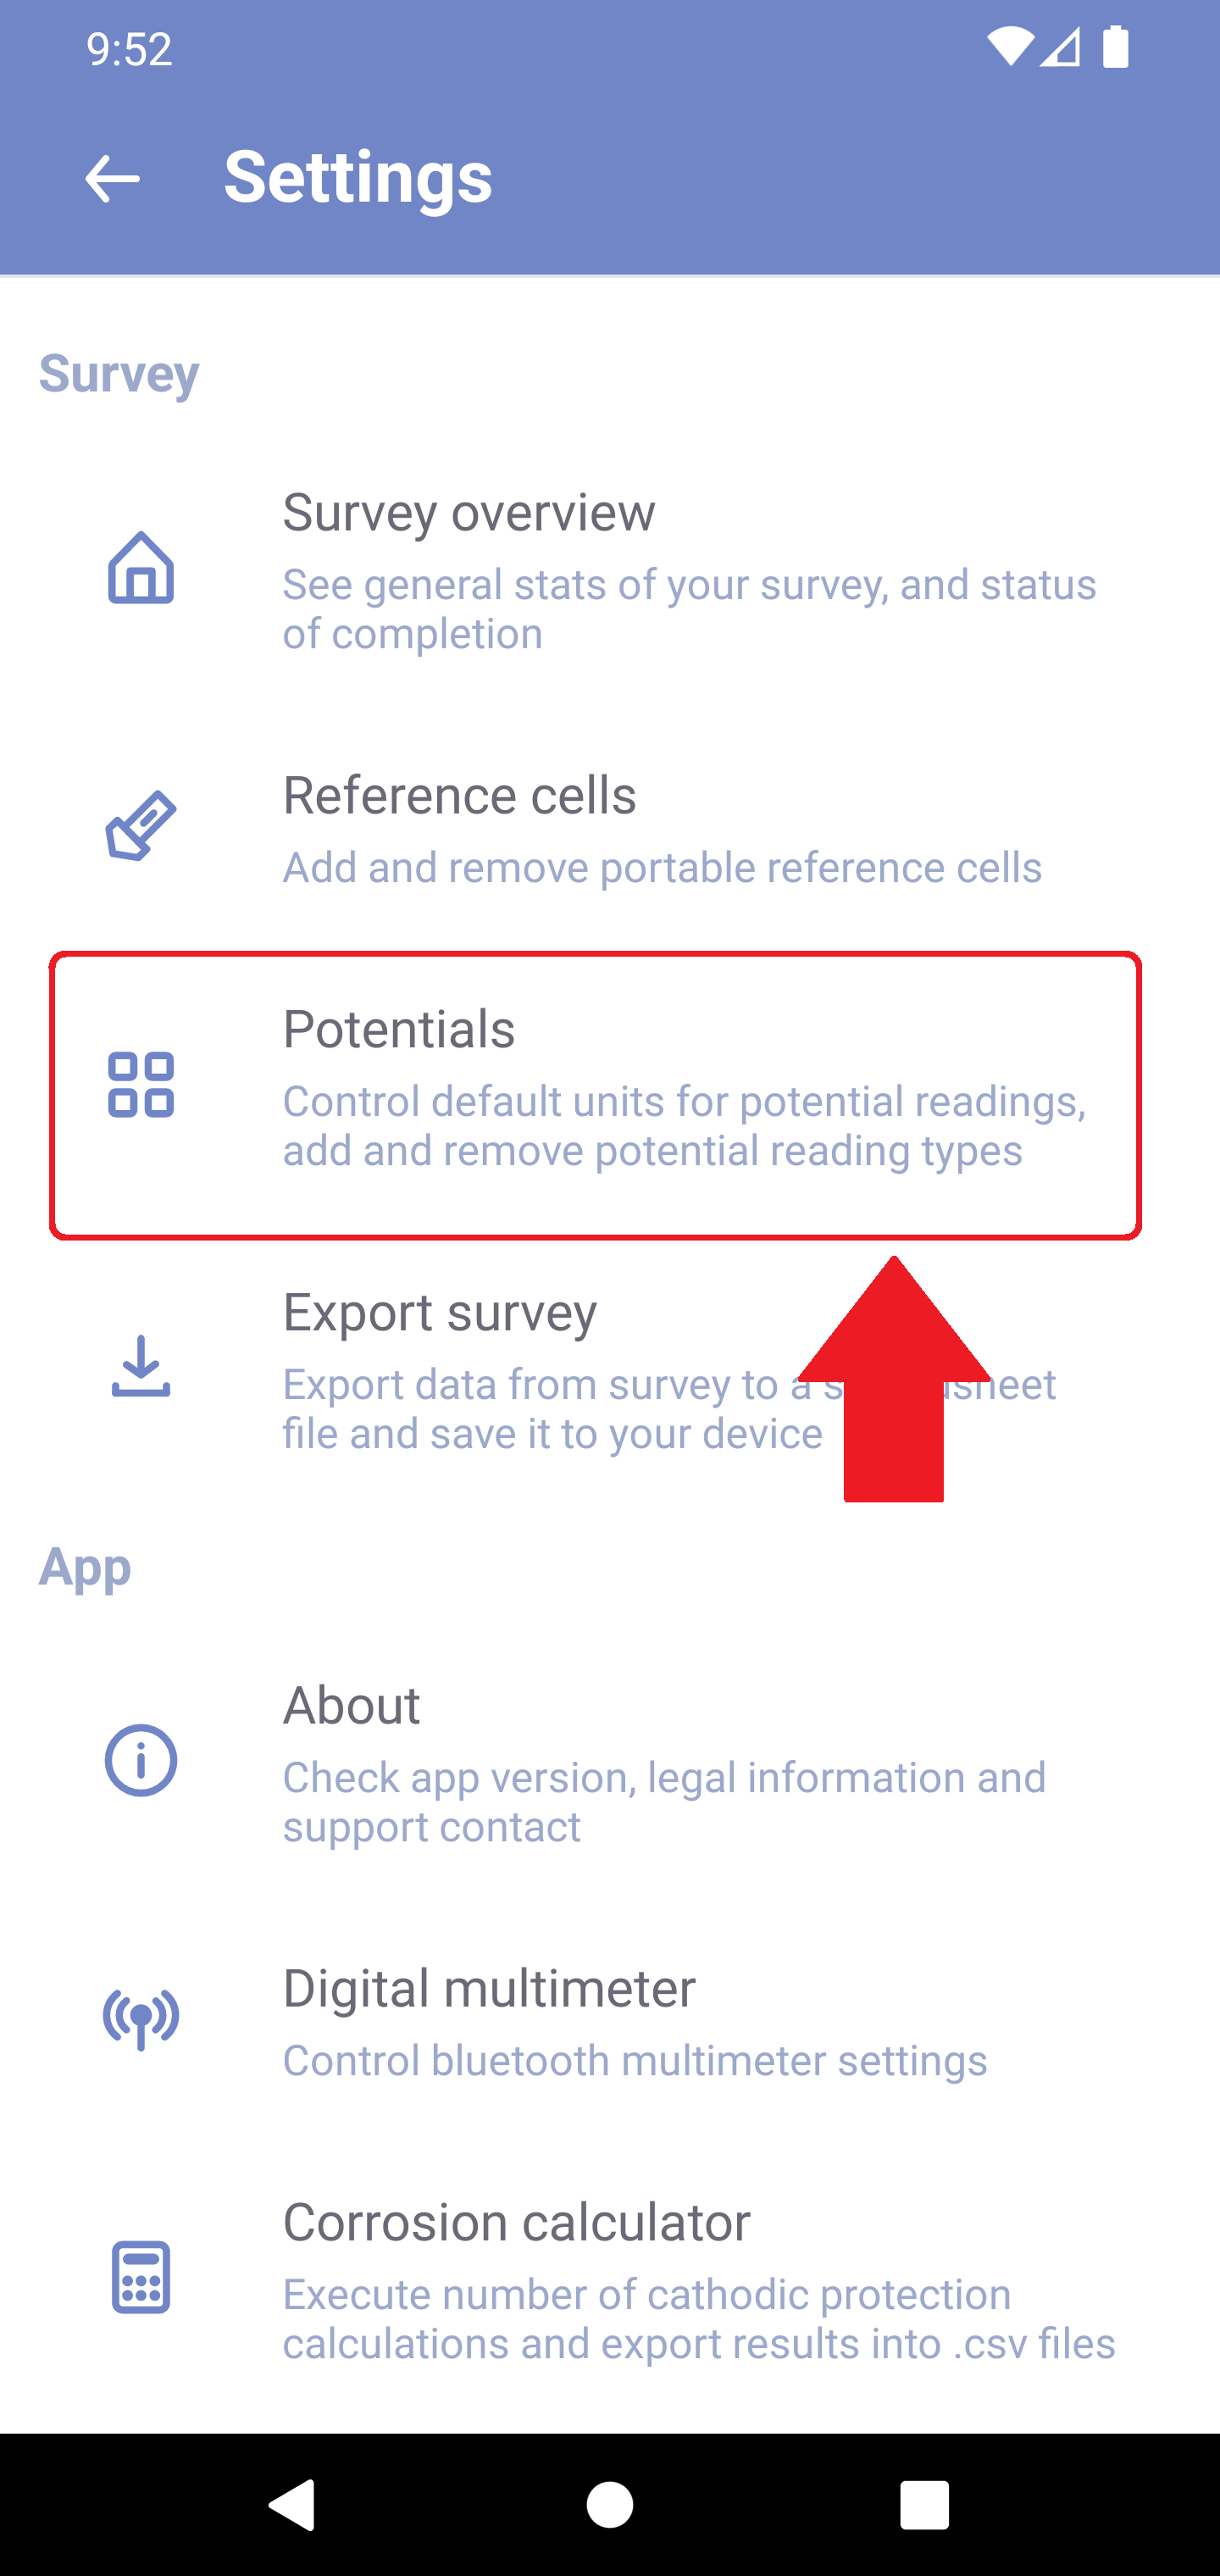 9:52
Settings
Survey
Survey overview
See general stats of your survey, and status
of completion
Reference cells
Add and remove portable reference cells
Potentials
Control default units for potential readings,
add and remove potential reading types
Export survey
Export data from survey to a
file and save it to your device
App
About
Check app version, legal information and
support contact
Digital multimeter
Control bluetooth multimeter settings
Corrosion calculator
Execute number of cathodic protection
calculations and export results into .csv files